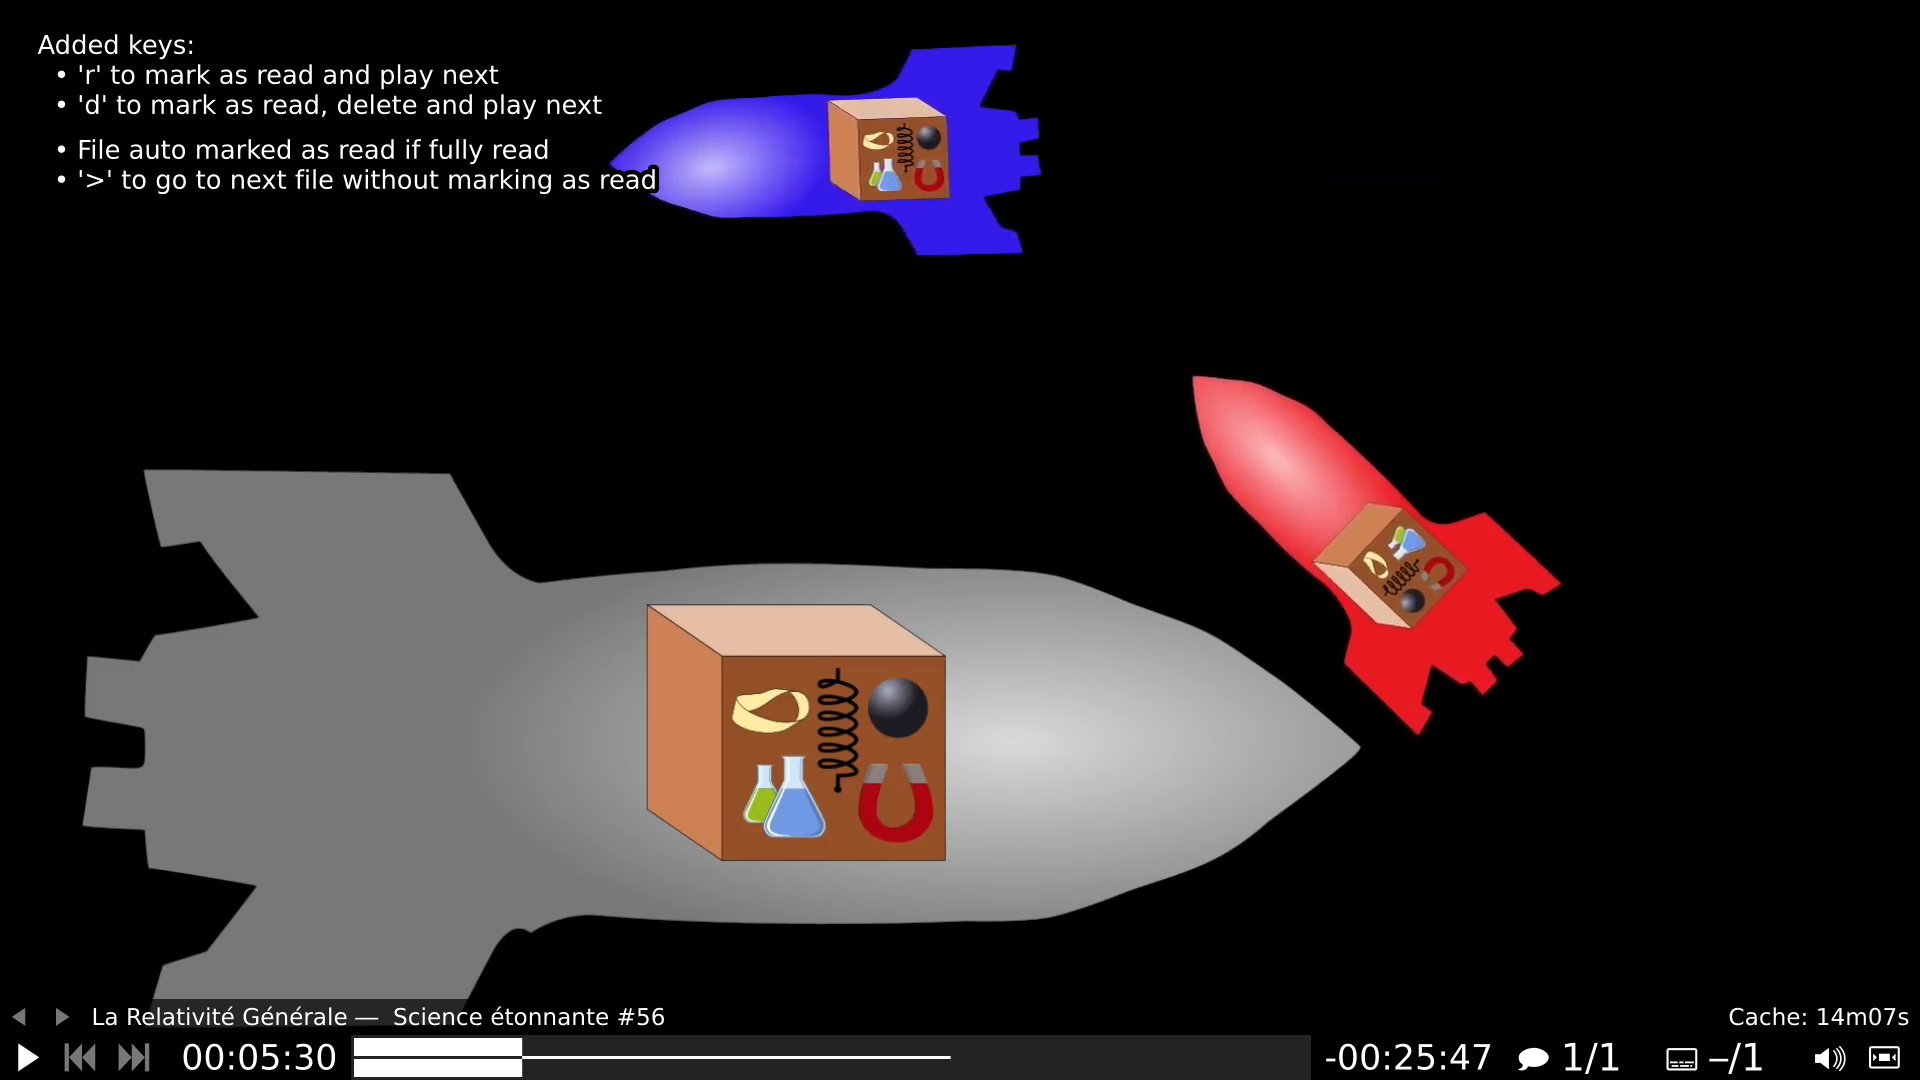 Added keys:
• 'r' to mark as read and play next
• 'd' to mark as read, delete and play next
• File auto marked as read if fully read
• '>' to go to next file without marking as read
La Relativité Générale — Science étonnante #56
Cache: 14m07s
00:05:30
-00:25:47
1/1
–/1